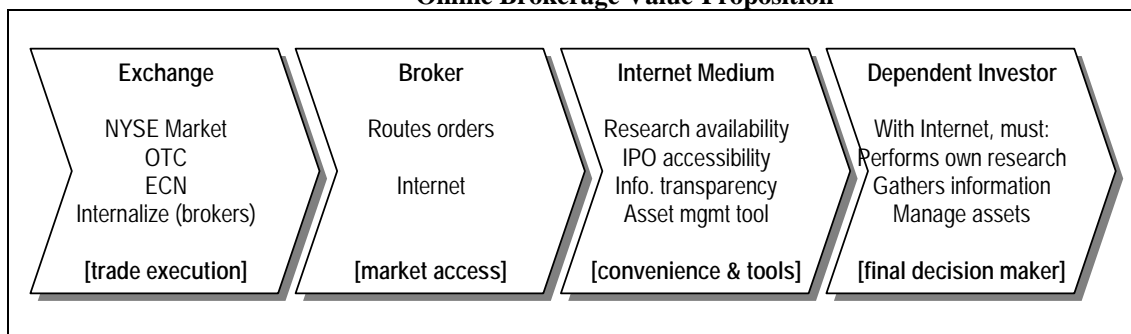 Online Brokerage Value Proposition
Exchange
NYSE Market
OTC
ECN
Internalize (brokers)
[trade execution]
Broker
Routes orders
Internet
[market access]
Internet Medium
Research availability
IPO accessibility
Info. transparency
Asset mgmt tool
[convenience & tools]
Dependent Investor
With Internet, must:
Performs own research
Gathers information
Manage assets
[final decision maker]